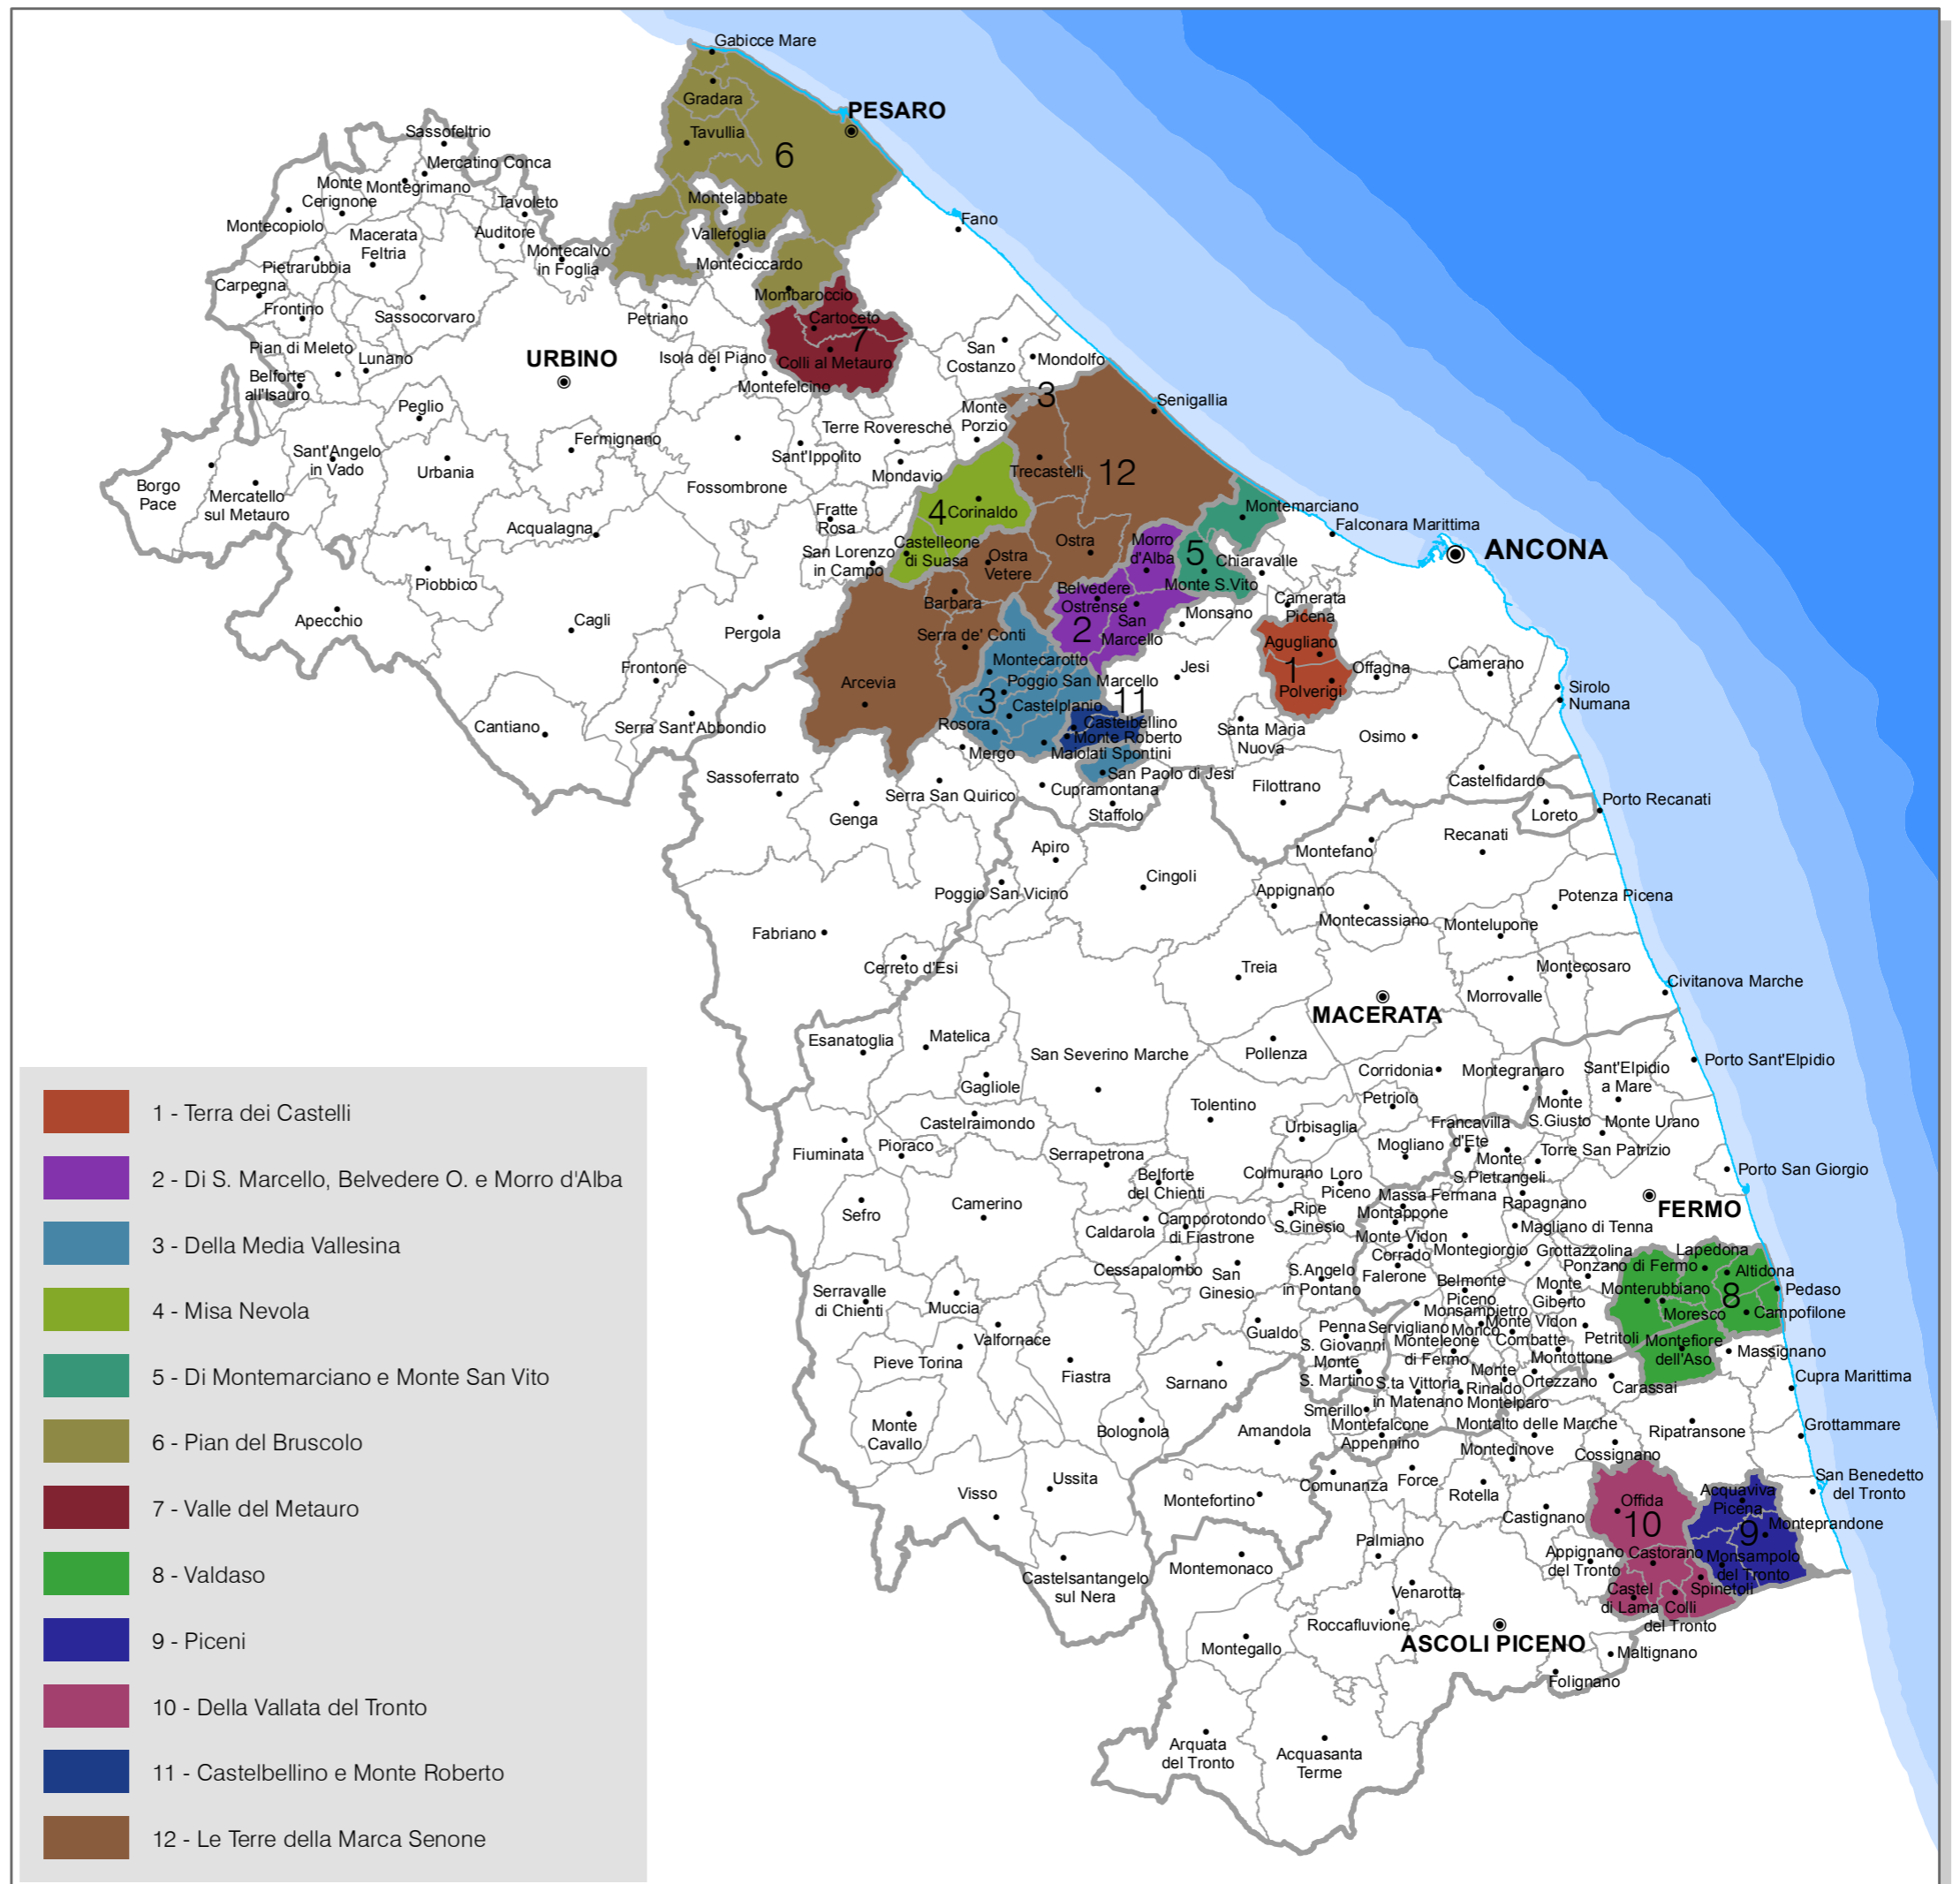 Gabicce Mare
PESARO
Gradara
Tavullia
6
Sassofeltrio
Mercatino Conca
Monte
Cerignone
Montegrimano
Tavoleto
Montecopiolo
Macerata
Feltria
Auditore
Montecalvo
in Foglia
Montelabbate
Vallefoglia
Monteciccardo
Fano
Pietrarubbia
Carpegna
Frontino
Sassocorvaro
Petriano
Mombaroccio
Cartoceto
7
Colli al Metauro
Pian di Meleto
Lunano
Belforte
all'Isauro
URBINO
Isola del Piano
Montefelcino
San
Costanzo
Mondolfo
3
Senigallia
Peglio
Monte
Porzio
Terre Roveresche
Fermignano
Sant'Ippolito
Mondavio
Trecastelli
12
Sant'Angelo
in Vado
Urbania
Borgo
Pace
Mercatello
sul Metauro
Fossombrone
Fratte
Rosa
4
Corinaldo
Montemarciano
Falconara Marittima
ANCONA
Acqualagna
San Lorenzo
in Campo
Castelleone
di Suasa
Ostra
Vetere
Ostra
Morro
d'Alba
5
Chiaravalle
Monte S.Vito
Piobbico
Apecchio
Cagli
Pergola
Barbara
Belvedere
Ostrense
2
San
Marcello
Monsano
Camerata
Picena
Agugliano
1
Polverigi
Offagna
Camerano
Serra de' Conti
Montecarotto
Poggio San Marcello
Jesi
11
Frontone
Arcevia
3
Castelplanio
Castelbellino
Monte Roberto
Rosora
Mergo
Maiolati Spontini
San Paolo di Jesi
Sirolo
Numana
Cantiano
Serra Sant'Abbondio
Santa Maria
Nuova
Osimo
Sassoferrato
Serra San Quirico
Cupramontana
Staffolo
Filottrano
Castelfidardo
Genga
Porto Recanati
Loreto
Apiro
Montefano
Recanati
Poggio San Vicino
Cingoli
Appignano
Montecassiano
Potenza Picena
Montelupone
Fabriano
Cerreto d'Esi
Treia
Montecosaro
Morrovalle
Civitanova Marche
MACERATA
Esanatoglia
Matelica
San Severino Marche
Pollenza
Porto Sant'Elpidio
Gagliole
Corridonia
Montegranaro
Sant'Elpidio
a Mare
Castelraimondo
Tolentino
Petriolo
Monte
S.Giusto
Monte Urano
Fiuminata
Pioraco
Urbisaglia
Francavilla
d'Ete
Mogliano
Serrapetrona
Belforte
del Chienti
Colmurano
Loro
Piceno
Monte
S.Pietrangeli
Torre San Patrizio
Porto San Giorgio
Massa Fermana
Rapagnano
FERMO
Sefro
Camerino
Caldarola
Camporotondo
di Fiastrone
Ripe
S.Ginesio
Montappone
Magliano di Tenna
Monte Vidon
Corrado
Montegiorgio
Grottazzolina
Lapedona
Cessapalombo
San
Ginesio
S.Angelo
in Pontano
Falerone
Belmonte
Piceno
Ponzano di Fermo
Altidona
Serravalle
di Chienti
Muccia
Monte
Giberto
Monterubbiano
8
Pedaso
Moresco
Campofilone
Monsampietro
Morico
Monte Vidon
Combatte
Valfornace
Gualdo
Penna
S. Giovanni
Servigliano
Monteleone
di Fermo
Petritoli
Montefiore
dell'Aso
Massignano
Pieve Torina
Fiastra
Sarnano
Monte
S. Martino
Montottone
Monte
Rinaldo
Ortezzano
Carassai
Cupra Marittima
S.ta Vittoria
in Matenano
Montelparo
Monte
Cavallo
Bolognola
Amandola
Smerillo
Montefalcone
Appennino
Montalto delle Marche
Ripatransone
Grottammare
Montedinove
Cossignano
Visso
Ussita
Montefortino
Comunanza
Force
Rotella
San Benedetto
del Tronto
Castignano
Offida
10
Acquaviva
Picena
9
Monteprandone
Palmiano
Appignano
del Tronto
Castorano
Monsampolo
del Tronto
Castelsantangelo
sul Nera
Montemonaco
Venarotta
Castel
di Lama
Spinetoli
Colli
del Tronto
Roccafluvione
ASCOLI PICENO
Montegallo
Maltignano
Folignano
Arquata
del Tronto
Acquasanta
Terme
1 - Terra dei Castelli
2 - Di S. Marcello, Belvedere O. e Morro d'Alba
3 - Della Media Vallesina
4 - Misa Nevola
5 - Di Montemarciano e Monte San Vito
6 - Pian del Bruscolo
7 - Valle del Metauro
8 - Valdaso
9 - Piceni
10 - Della Vallata del Tronto
11 - Castelbellino e Monte Roberto
12 - Le Terre della Marca Senone